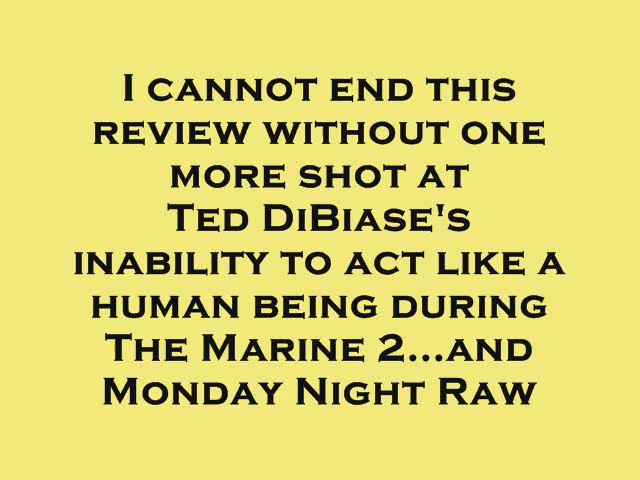 I cannot end this
review without one
more shot at
Ted DiBiase's
inability to act like a
human being during
The Marine 2...and
Monday Night Raw